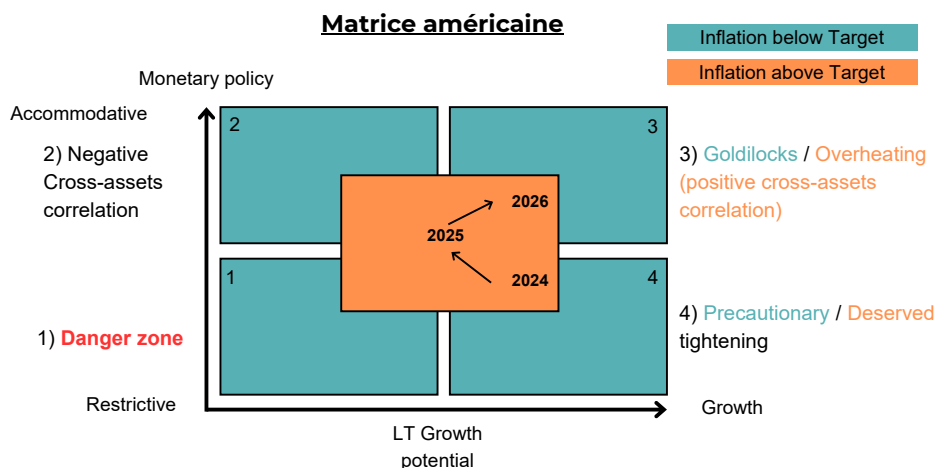 Matrice américaine
Inflation below Target
Inflation above Target
Monetary policy
Accommodative
2) Negative
Cross-assets
correlation
2
3
3) Goldilocks / Overheating
(positive cross-assets
correlation)
2026
2025
2024
1
4
1) Danger zone
4) Precautionary / Deserved
tightening
Restrictive
Growth
LT Growth
potential